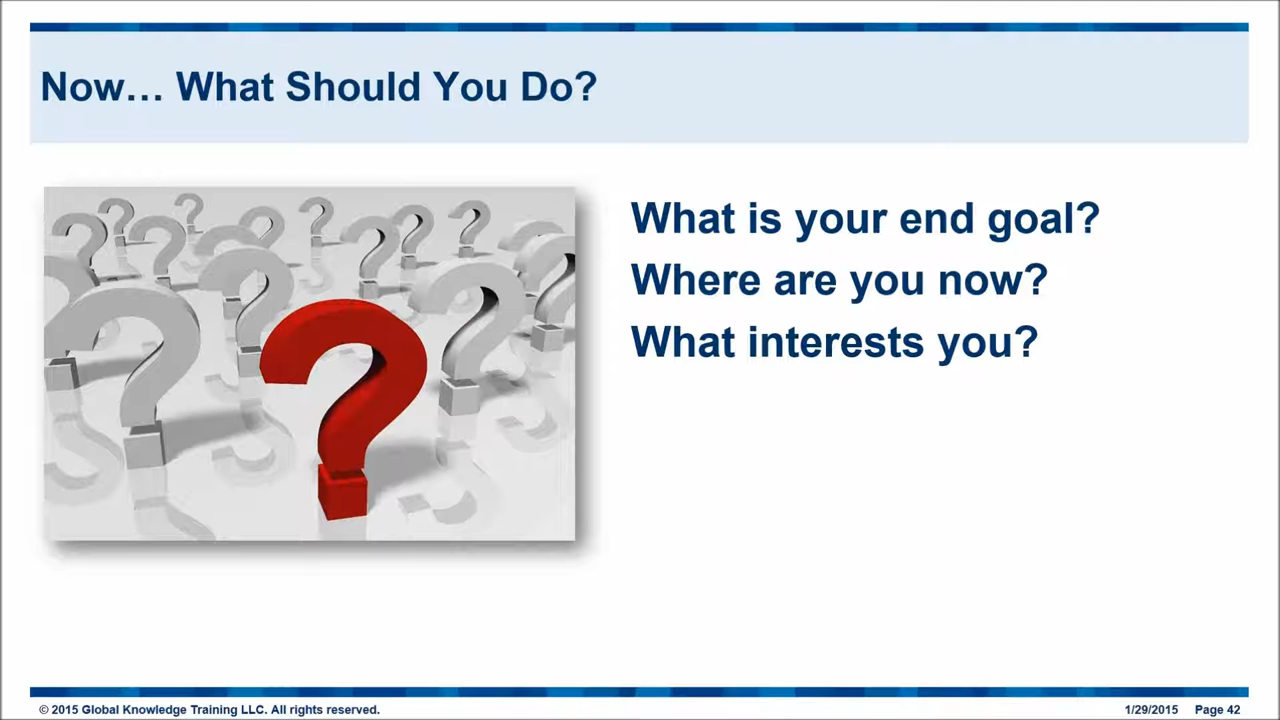 Now… What Should You Do?
What is your end goal?
Where are you now?
What interests you?
© 2015 Global Knowledge Training LLC. All rights reserved.
1/29/2015 Page 42